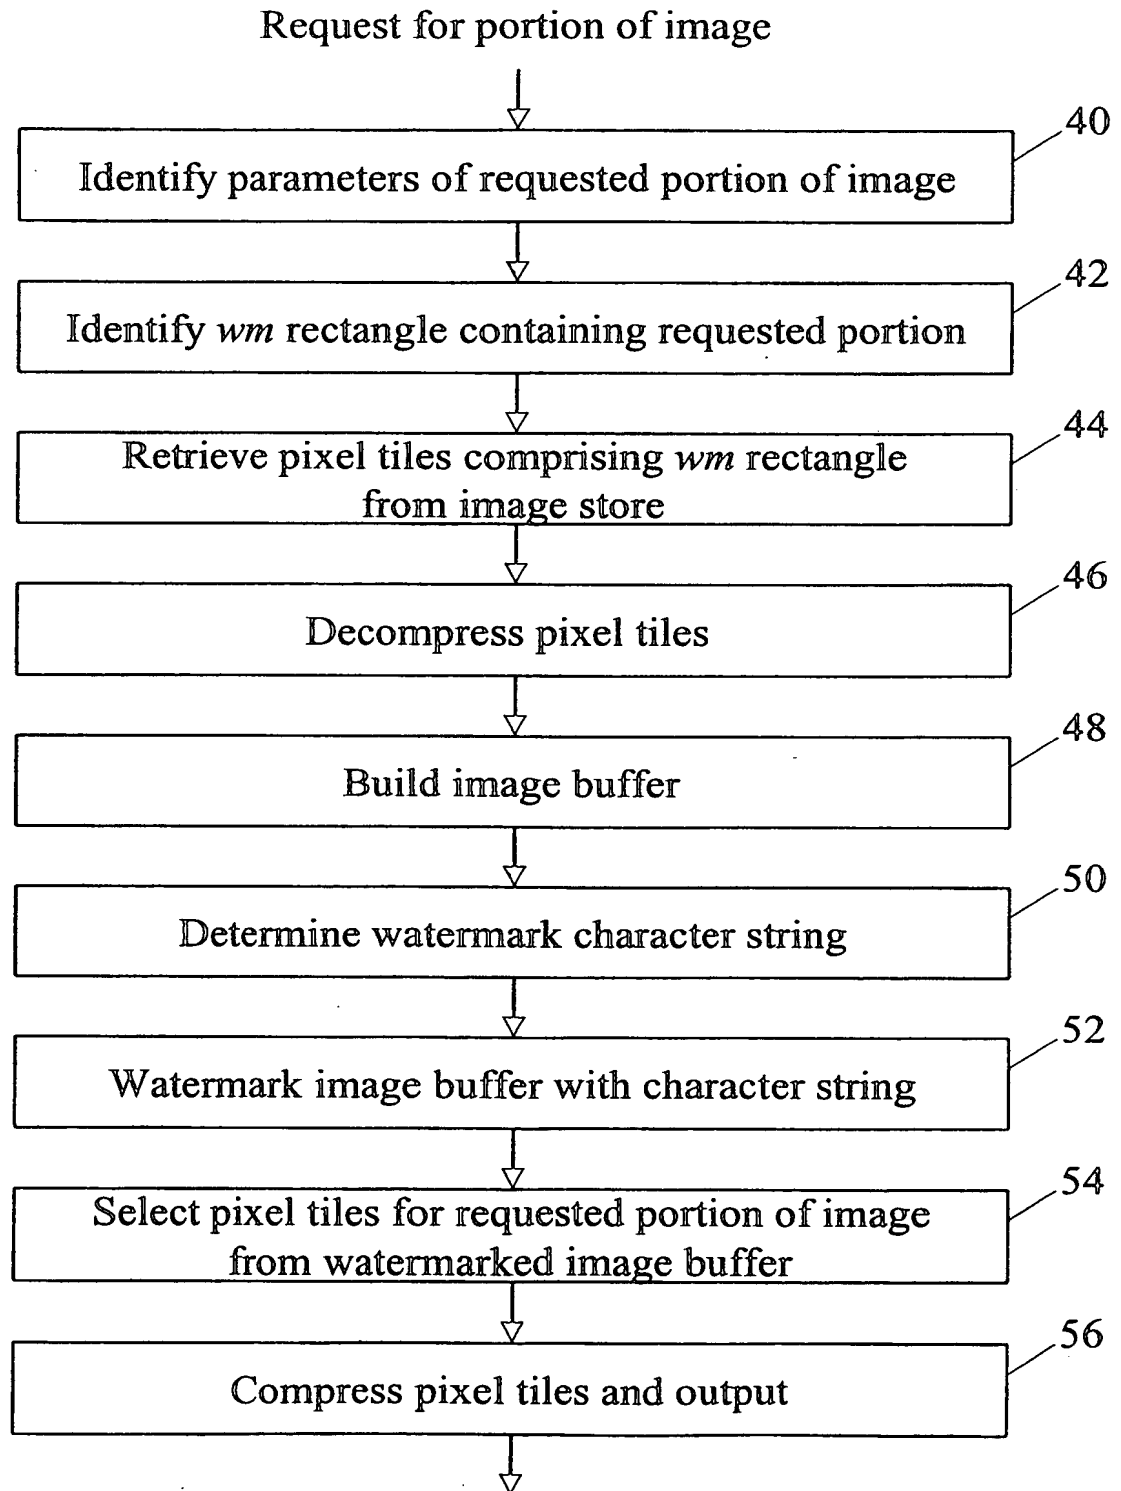 Request for portion of image
40
Identify parameters of requested portion of image
42
Identify wm rectangle containing requested portion
44
Retrieve pixel tiles comprising wm rectangle
from image store
46
Decompress pixel tiles
48
Build image buffer
50
Determine watermark character string
52
Watermark image buffer with character string
54
Select pixel tiles for requested portion of image
from watermarked image buffer
56
Compress pixel tiles and output